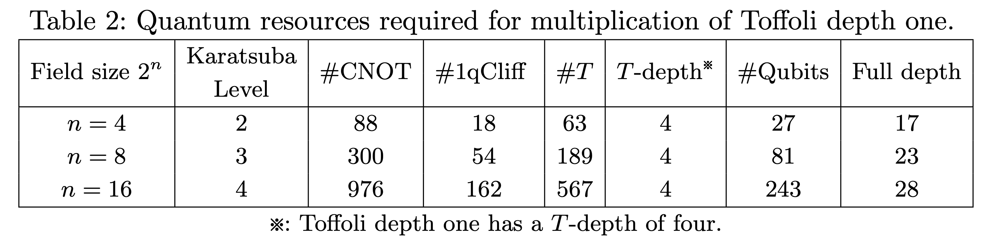 Table 2: Quantum resources required for multiplication of Toffoli depth one.
Field size 2^n | Karatsuba Level | #CNOT | #1qCliff | #T | T-depth※ | #Qubits | Full depth
n = 4 | 2 | 88 | 18 | 63 | 4 | 27 | 17
n = 8 | 3 | 300 | 54 | 189 | 4 | 81 | 23
n = 16 | 4 | 976 | 162 | 567 | 4 | 243 | 28
※: Toffoli depth one has a T-depth of four.